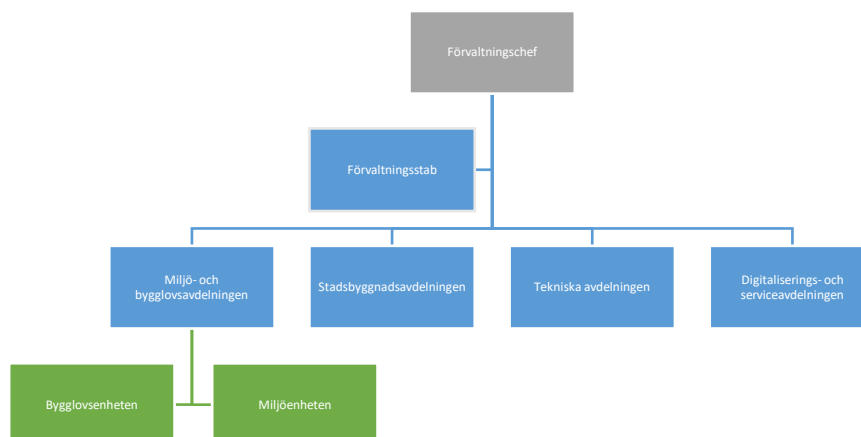 Förvaltningschef
Förvaltningsstab
Miljö- och
bygglovsavdelningen
Stadsbyggnadsavdelningen
Tekniska avdelningen
Digitaliserings- och
serviceavdelningen
Bygglovsenheten
Miljöenheten